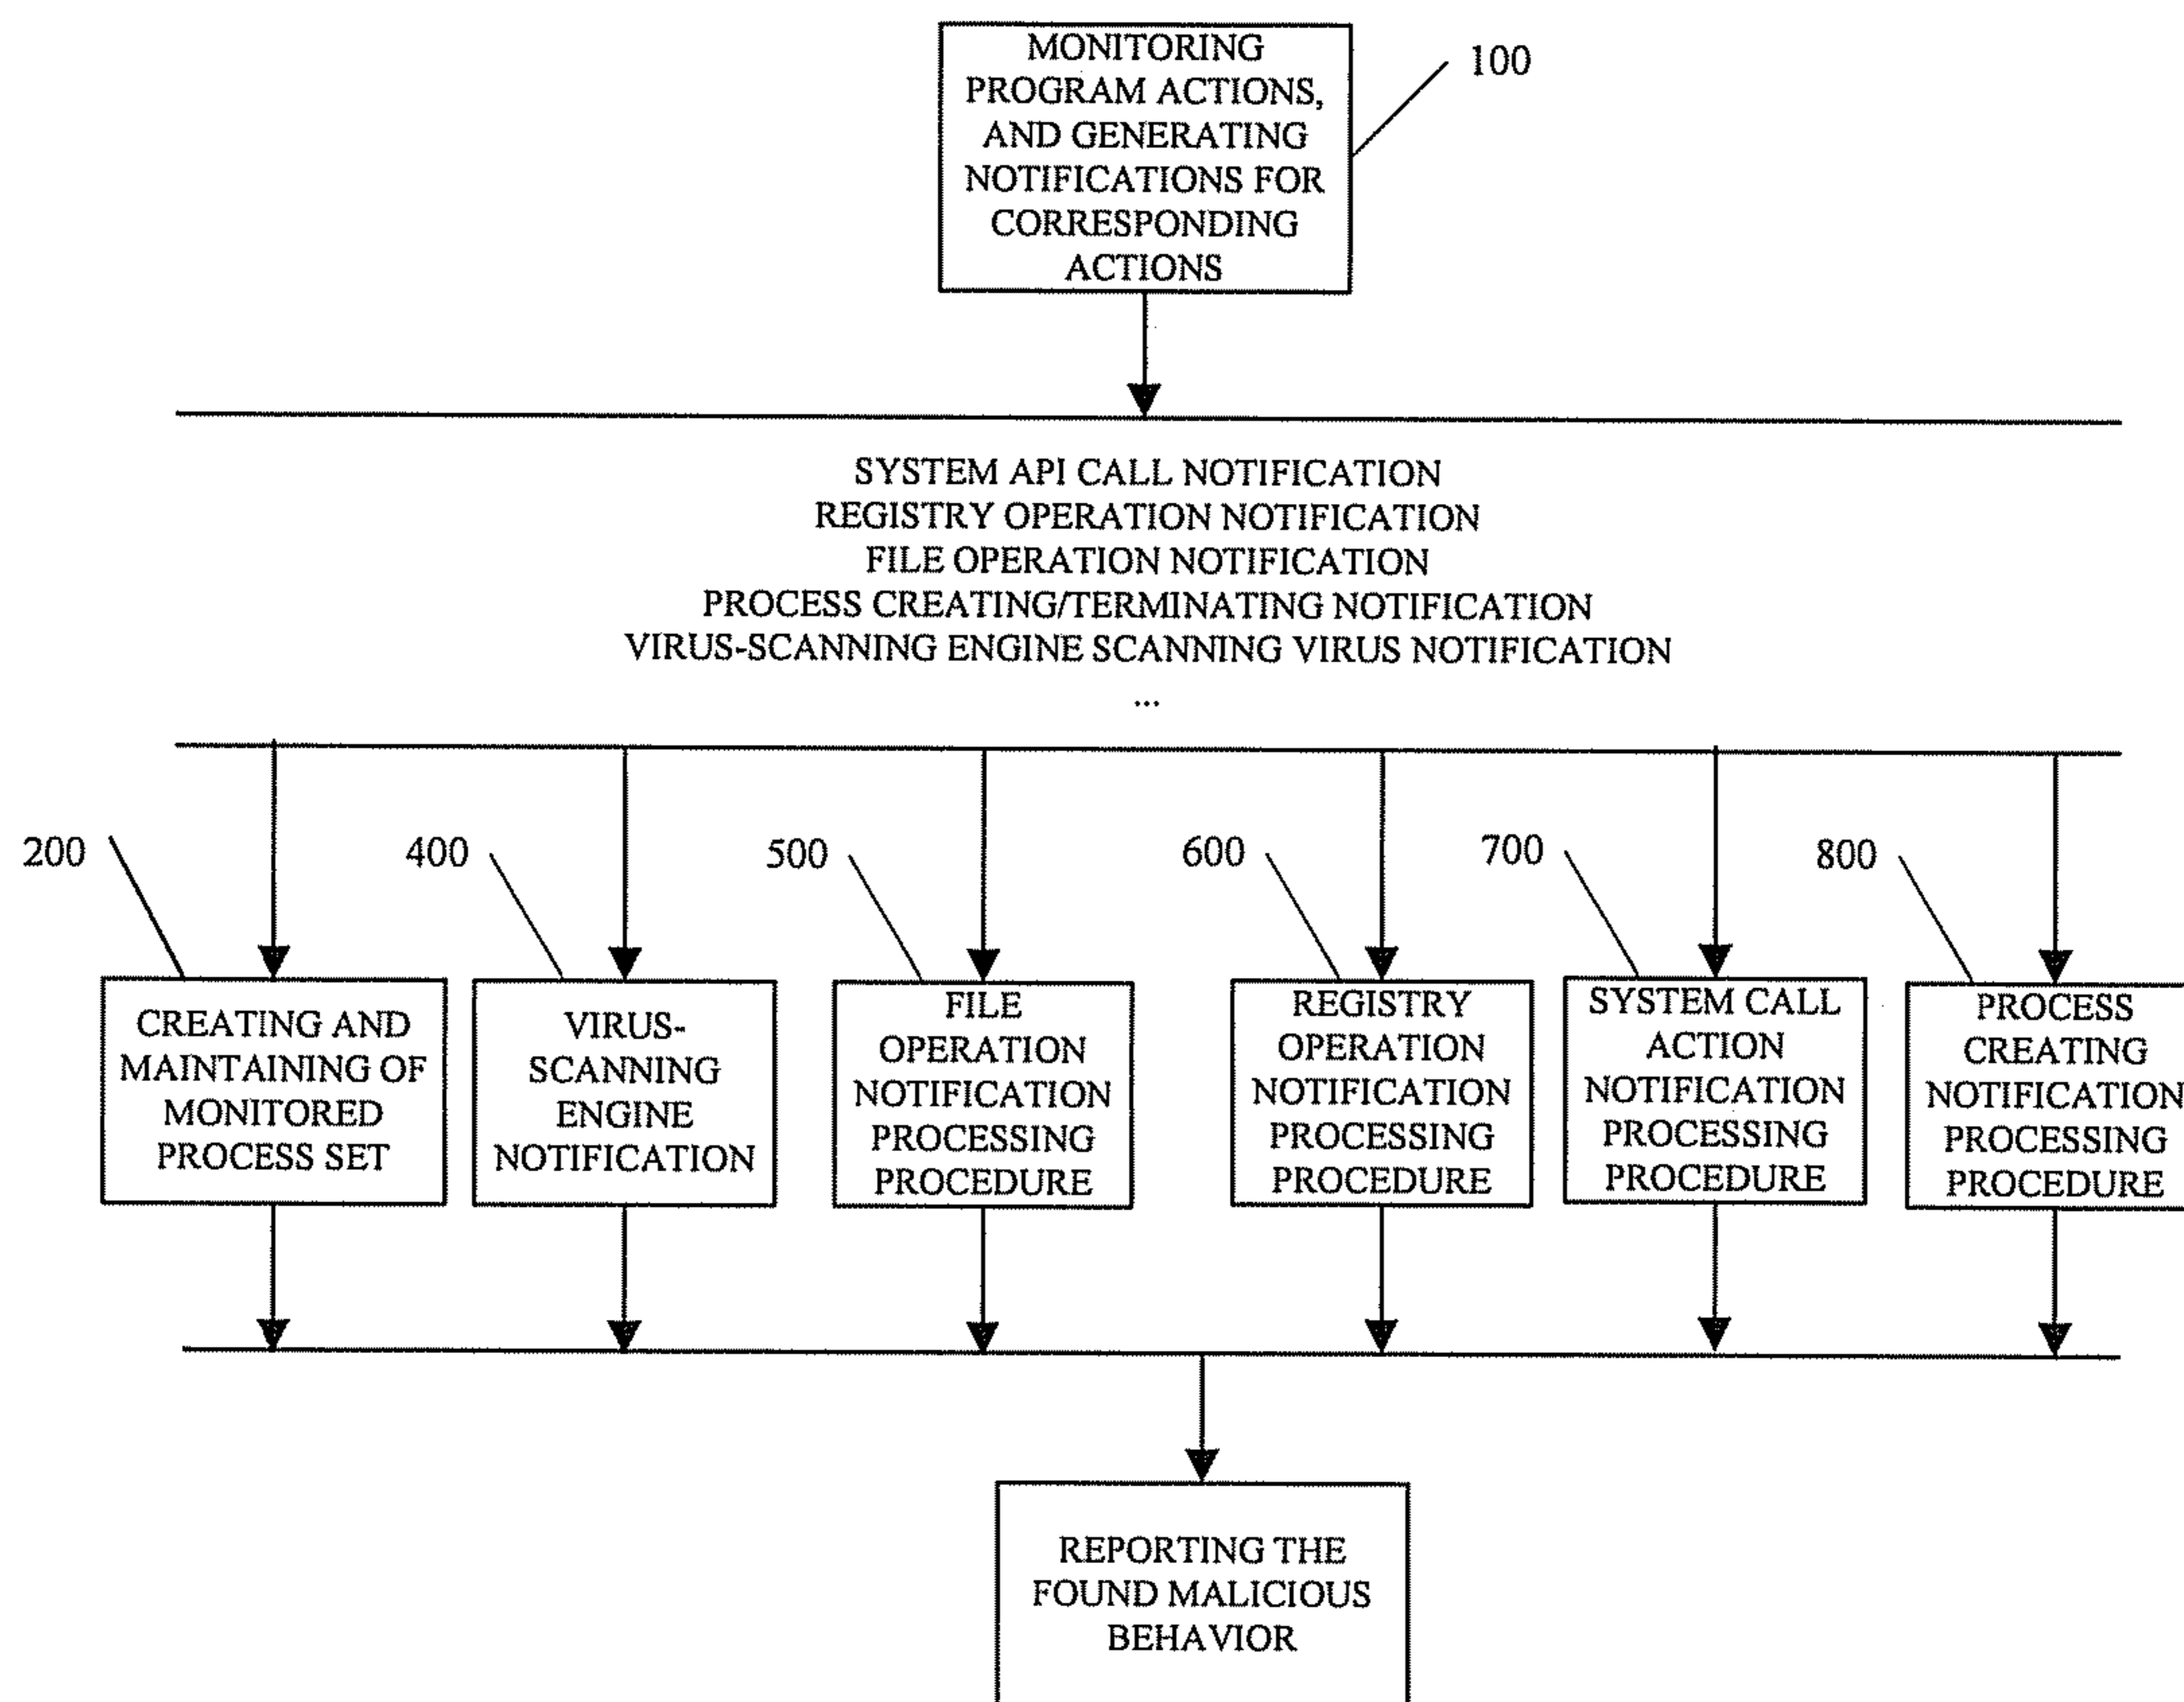 MONITORING
PROGRAM ACTIONS,
AND GENERATING
NOTIFICATIONS FOR
CORRESPONDING
ACTIONS
100
SYSTEM API CALL NOTIFICATION
REGISTRY OPERATION NOTIFICATION
FILE OPERATION NOTIFICATION
PROCESS CREATING/TERMINATING NOTIFICATION
VIRUS-SCANNING ENGINE SCANNING VIRUS NOTIFICATION
...
200
400
500
600
700
800
CREATING AND
MAINTAINING OF
MONITORED
PROCESS SET
VIRUS-
SCANNING
ENGINE
NOTIFICATION
FILE
OPERATION
NOTIFICATION
PROCESSING
PROCEDURE
REGISTRY
OPERATION
NOTIFICATION
PROCESSING
PROCEDURE
SYSTEM CALL
ACTION
NOTIFICATION
PROCESSING
PROCEDURE
PROCESS
CREATING
NOTIFICATION
PROCESSING
PROCEDURE
REPORTING THE
FOUND MALICIOUS
BEHAVIOR